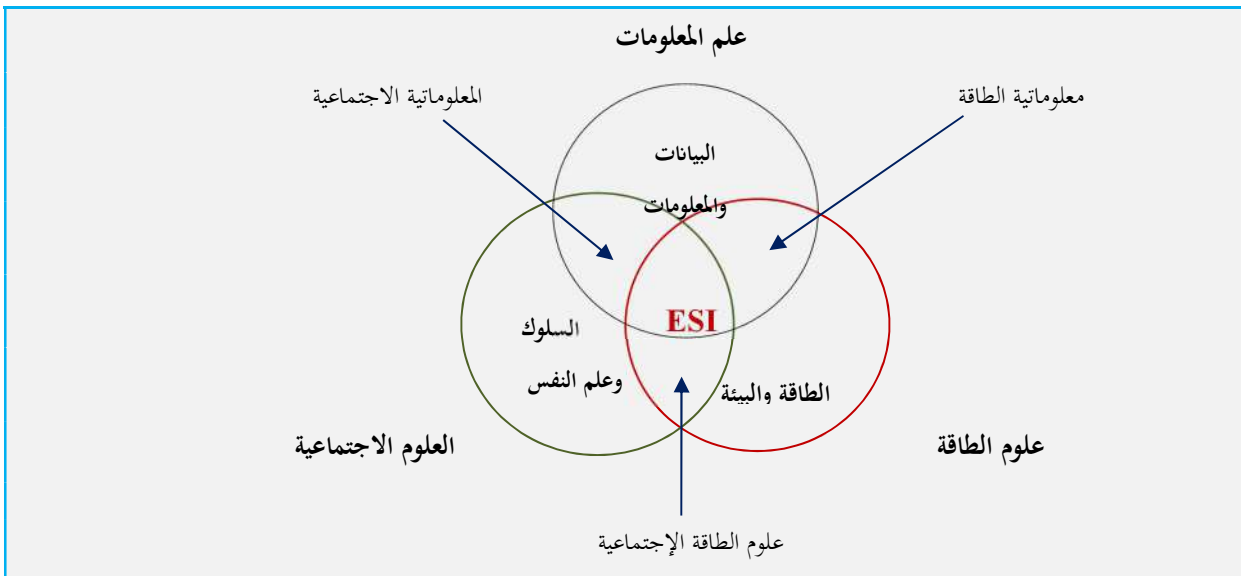 علم المعلومات
معلوماتية الطاقة
المعلوماتية الاجتماعية
البيانات
والمعلومات
ESI
السلوك
وعلم النفس
الطاقة والبيئة
علوم الطاقة
العلوم الاجتماعية
علوم الطاقة الإجتماعية